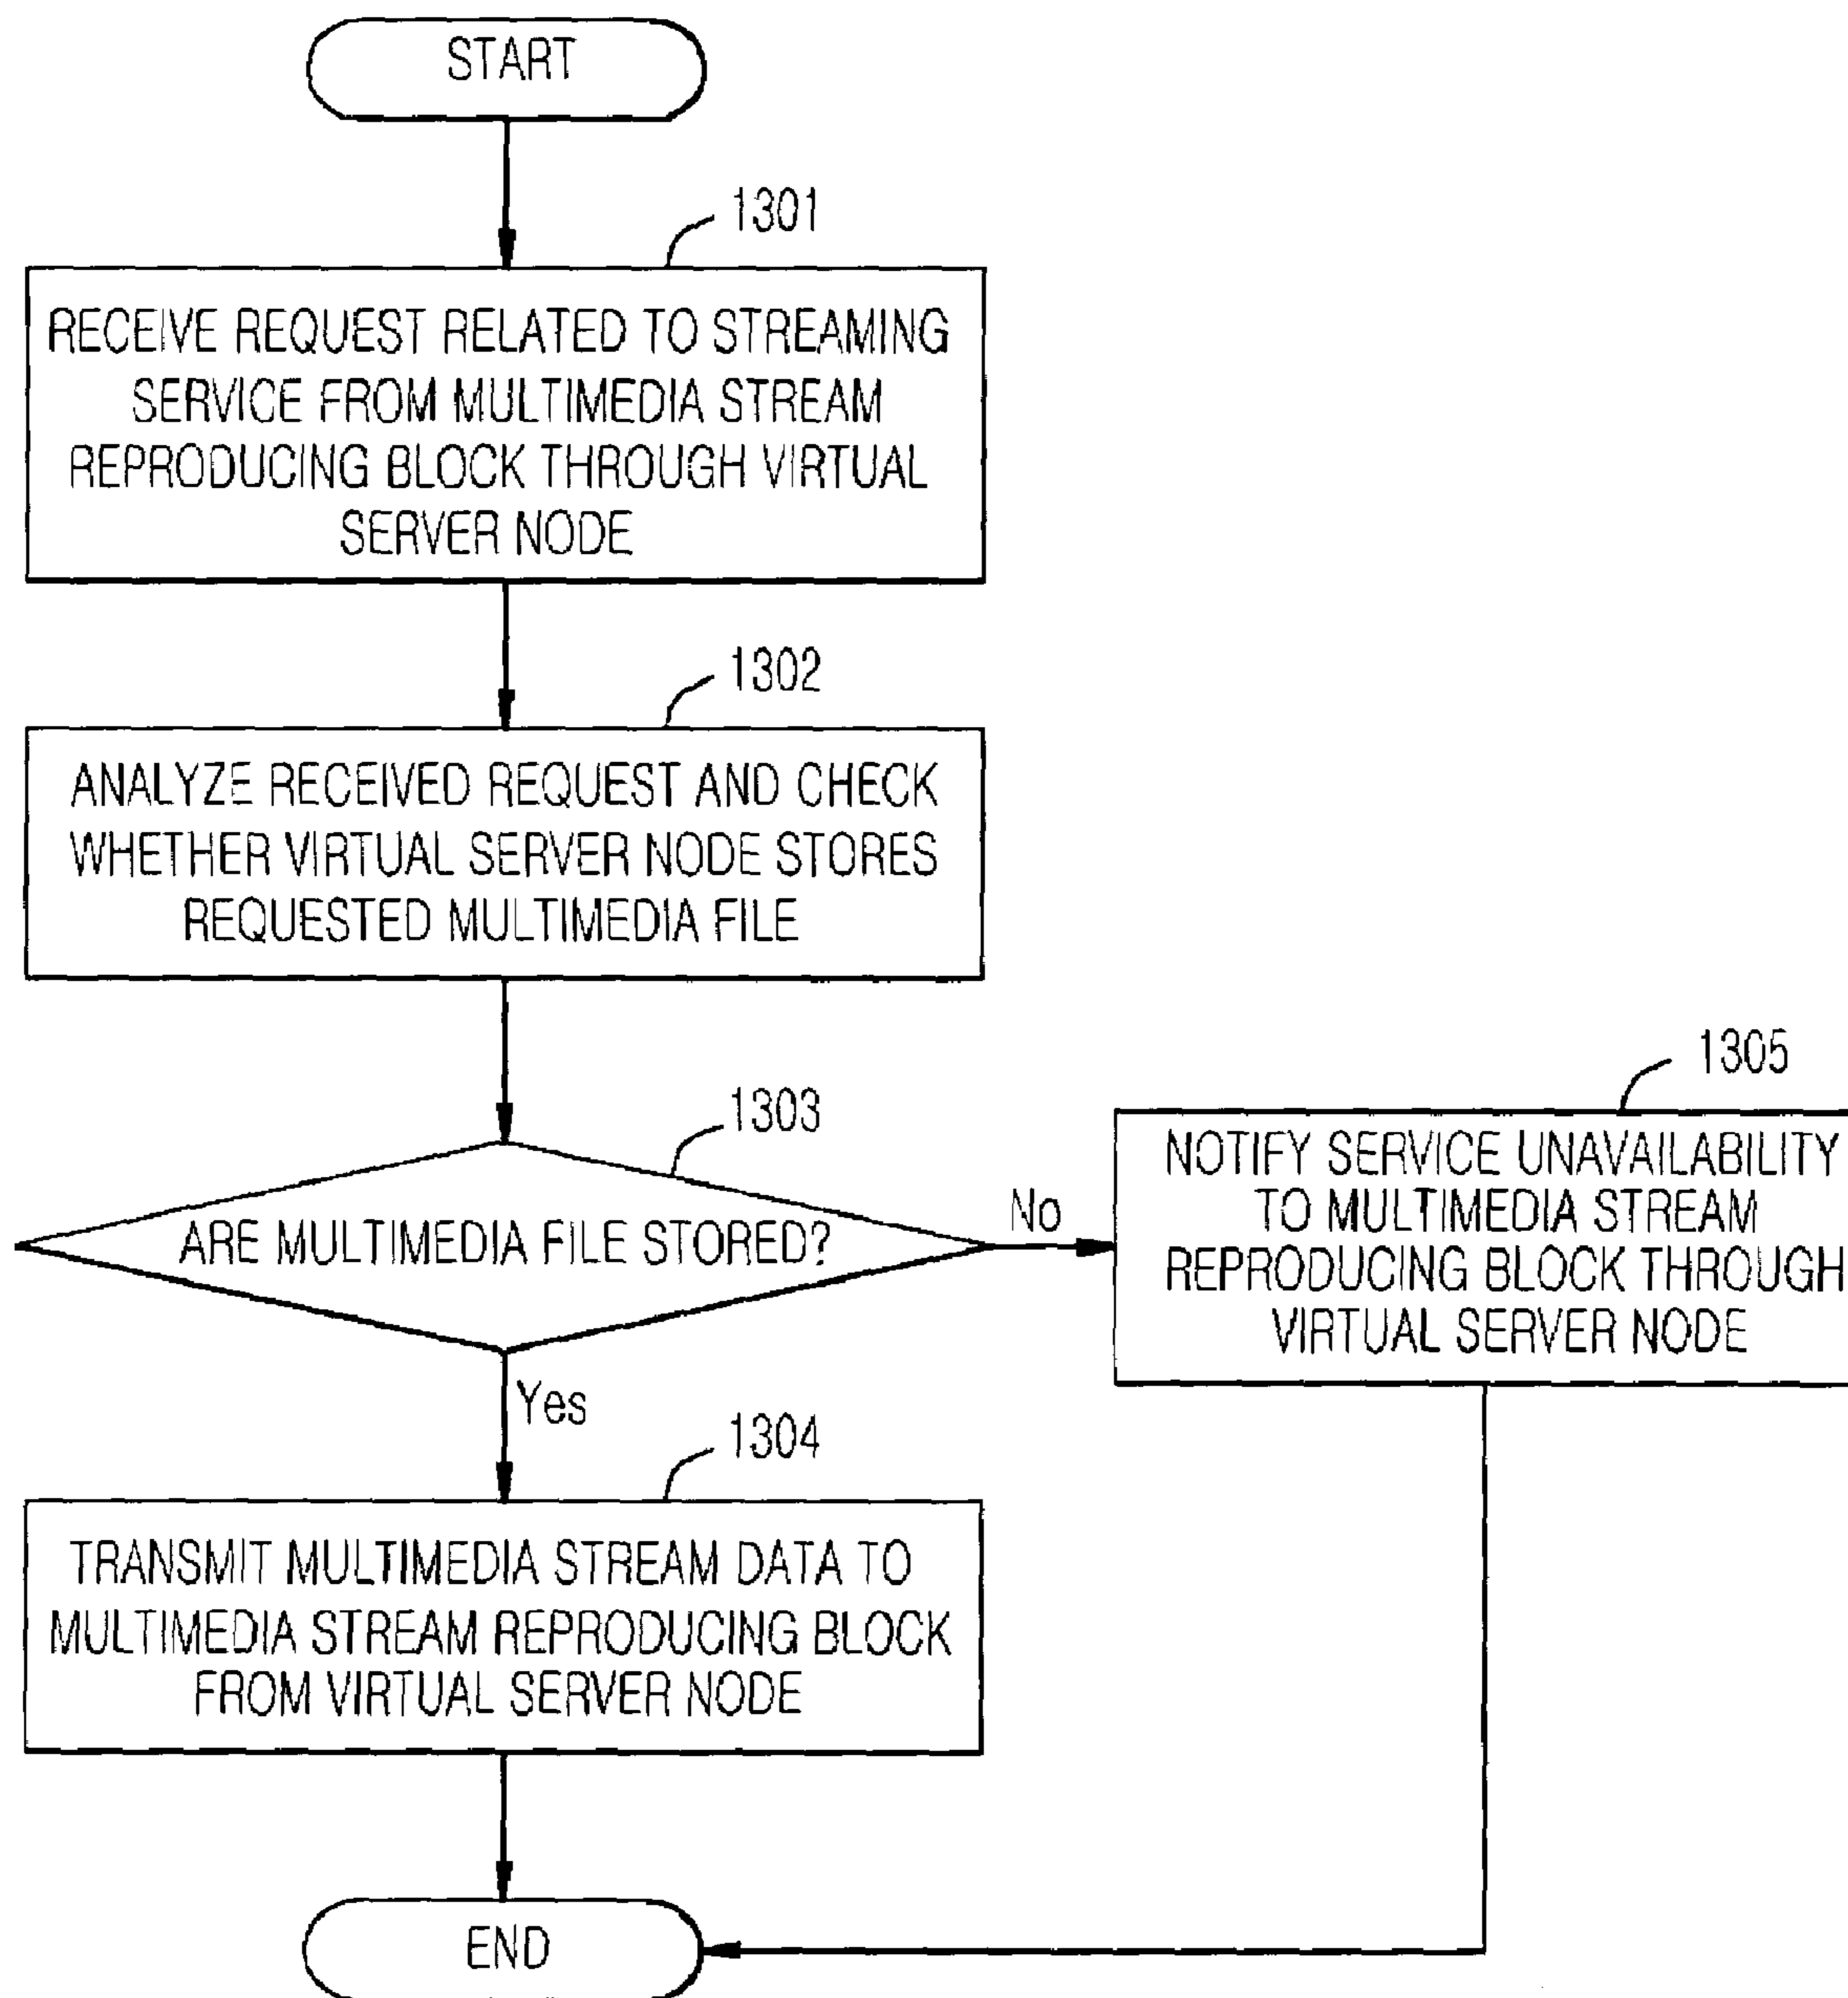 START
1301
RECEIVE REQUEST RELATED TO STREAMING
SERVICE FROM MULTIMEDIA STREAM
REPRODUCING BLOCK THROUGH VIRTUAL
SERVER NODE
1302
ANALYZE RECEIVED REQUEST AND CHECK
WHETHER VIRTUAL SERVER NODE STORES
REQUESTED MULTIMEDIA FILE
1303
ARE MULTIMEDIA FILE STORED?
No
1305
NOTIFY SERVICE UNAVAILABILITY
TO MULTIMEDIA STREAM
REPRODUCING BLOCK THROUGH
VIRTUAL SERVER NODE
Yes
1304
TRANSMIT MULTIMEDIA STREAM DATA TO
MULTIMEDIA STREAM REPRODUCING BLOCK
FROM VIRTUAL SERVER NODE
END